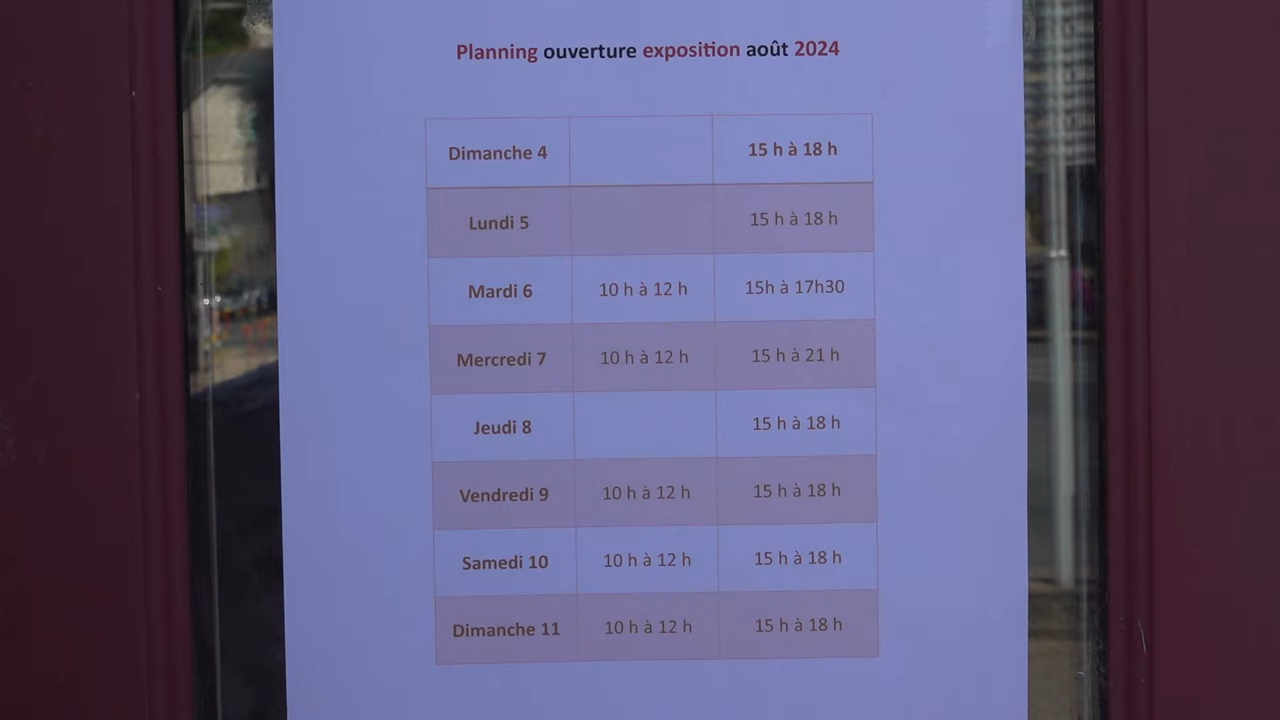 Planning ouverture exposition août 2024
Dimanche 4 15 h à 18 h
Lundi 5 15 h à 18 h
Mardi 6 10 h à 12 h 15h à 17h30
Mercredi 7 10 h à 12 h 15 h à 21 h
Jeudi 8 15 h à 18 h
Vendredi 9 10 h à 12 h 15 h à 18 h
Samedi 10 10 h à 12 h 15 h à 18 h
Dimanche 11 10 h à 12 h 15 h à 18 h